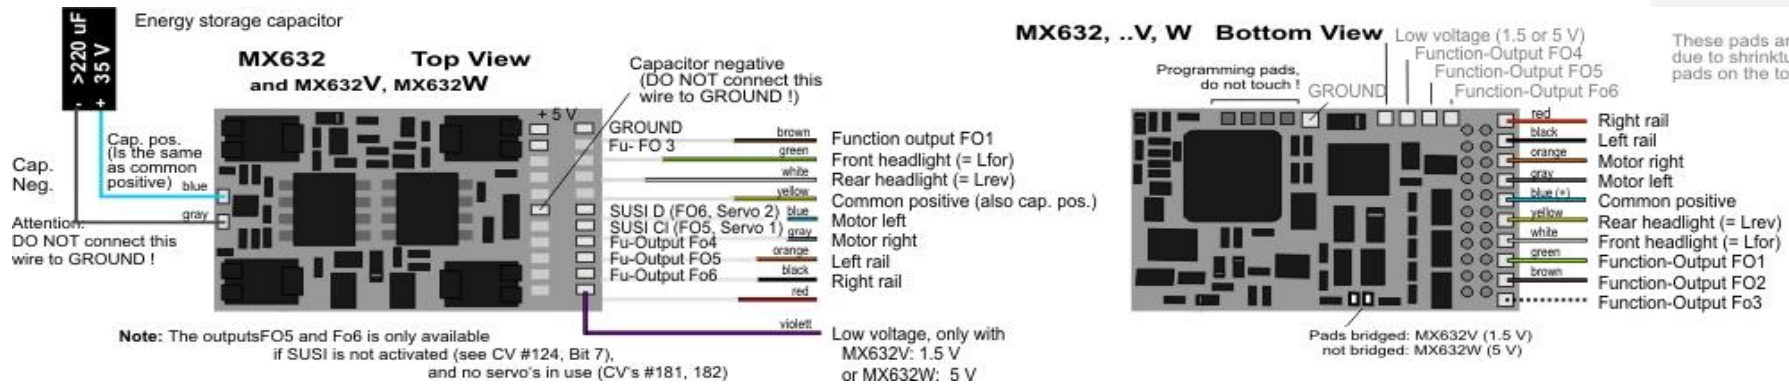 Energy storage capacitor
>220 uF
35 V
- +
MX632 Top View
and MX632V, MX632W
Capacitor negative
(DO NOT connect this
wire to GROUND !)
Cap. pos.
(Is the same
as common
positive)
blue
Cap.
Neg.
gray
Attention:
DO NOT connect this
wire to GROUND !
+ 5 V
GROUND
Fu- FO 3
SUSI D (FO6, Servo 2)
SUSI Cl (FO5, Servo 1)
Fu-Output Fo4
Fu-Output FO5
Fu-Output Fo6
brown
green
white
yellow
blue
gray
orange
black
red
violett
Function output FO1
Front headlight (= Lfor)
Rear headlight (= Lrev)
Common positive (also cap. pos.)
Motor left
Motor right
Left rail
Right rail
Low voltage, only with
MX632V: 1.5 V
or MX632W: 5 V
Note: The outputsFO5 and Fo6 is only available
if SUSI is not activated (see CV #124, Bit 7),
and no servo's in use (CV's #181, 182)
MX632, ..V, W Bottom View
Low voltage (1.5 or 5 V)
Function-Output FO4
Function-Output FO5
Function-Output Fo6
Programming pads,
do not touch !
GROUND
These pads
due to
pads on the
red
black
orange
gray
blue (+)
yellow
white
green
brown
Right rail
Left rail
Motor right
Motor left
Common positive
Rear headlight (= Lrev)
Front headlight (= Lfor)
Function-Output FO1
Function-Output FO2
Function-Output Fo3
Pads bridged: MX632V (1.5 V)
not bridged: MX632W (5 V)